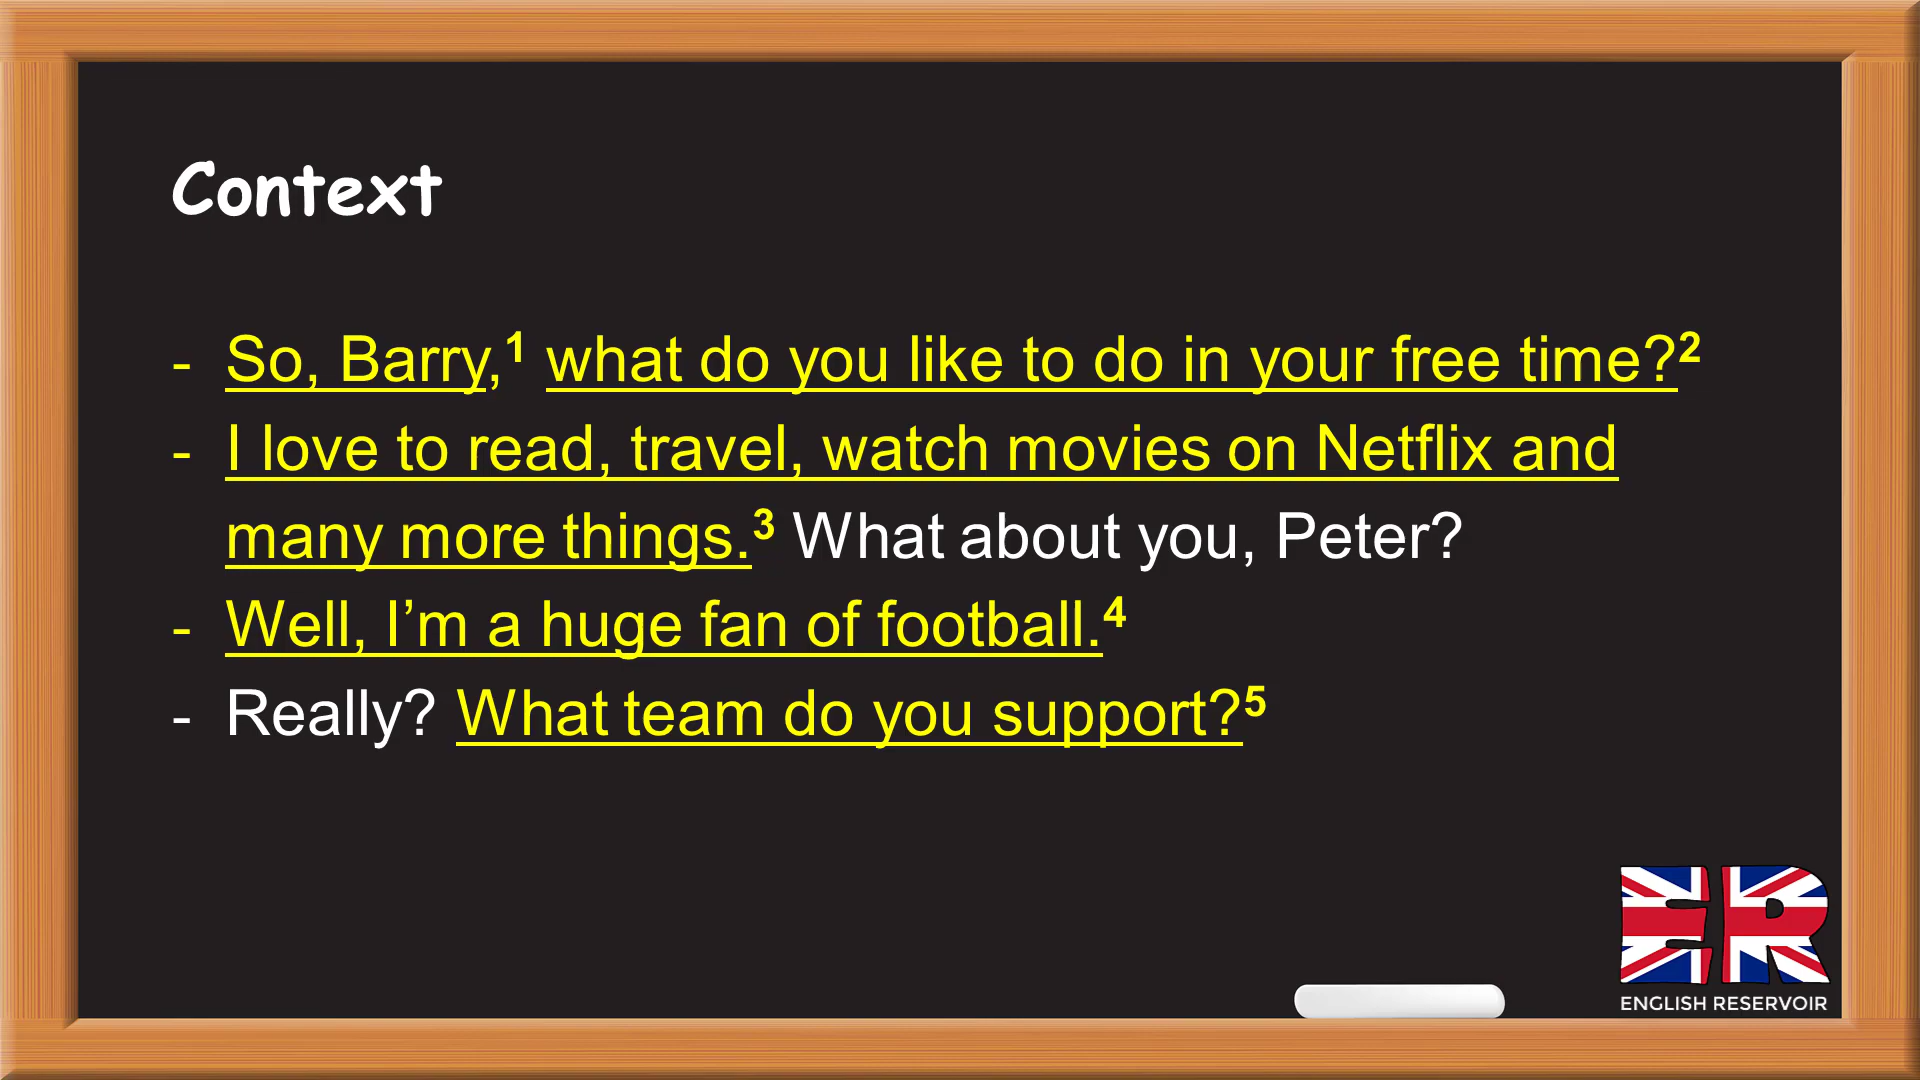 Context
- So, Barry,¹ what do you like to do in your free time?²
- I love to read, travel, watch movies on Netflix and
many more things.³ What about you, Peter?
- Well, I’m a huge fan of football.⁴
- Really? What team do you support?⁵
ER
ENGLISH RESERVOIR